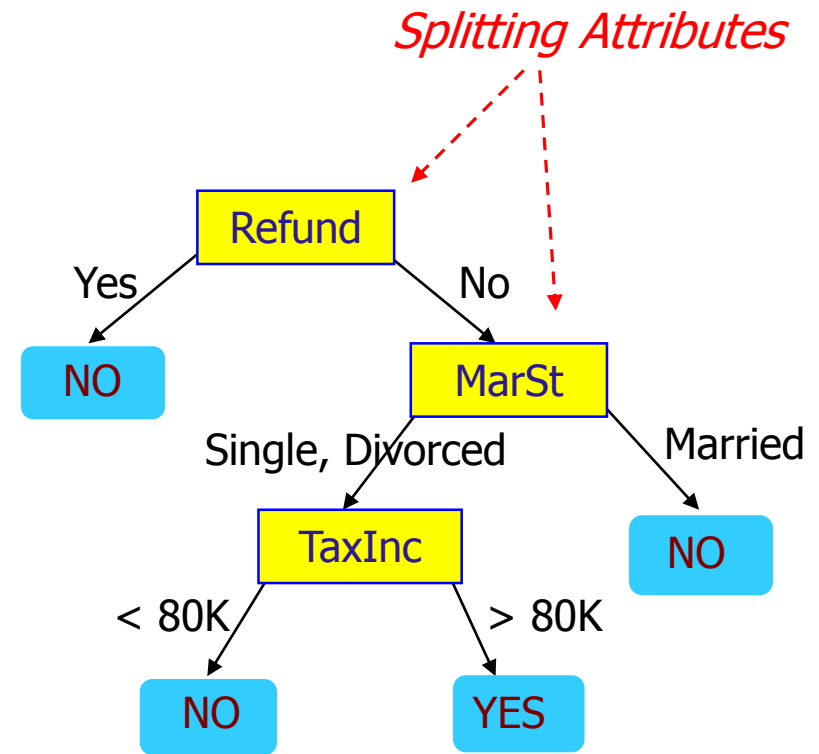 Splitting Attributes
Refund
Yes
No
NO
MarSt
Single, Divorced
Married
TaxInc
NO
< 80K
> 80K
NO
YES